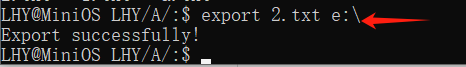 LHY@MiniOS LHY/A/:$ export 2.txt e:\
Export successfully!
LHY@MiniOS LHY/A/:$